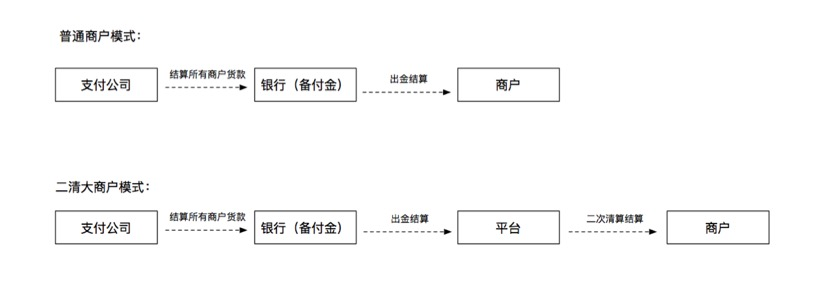 普通商户模式：
支付公司
结算所有商户货款
银行（备付金）
出金结算
商户
二清大商户模式：
支付公司
结算所有商户货款
银行（备付金）
出金结算
平台
二次清算结算
商户